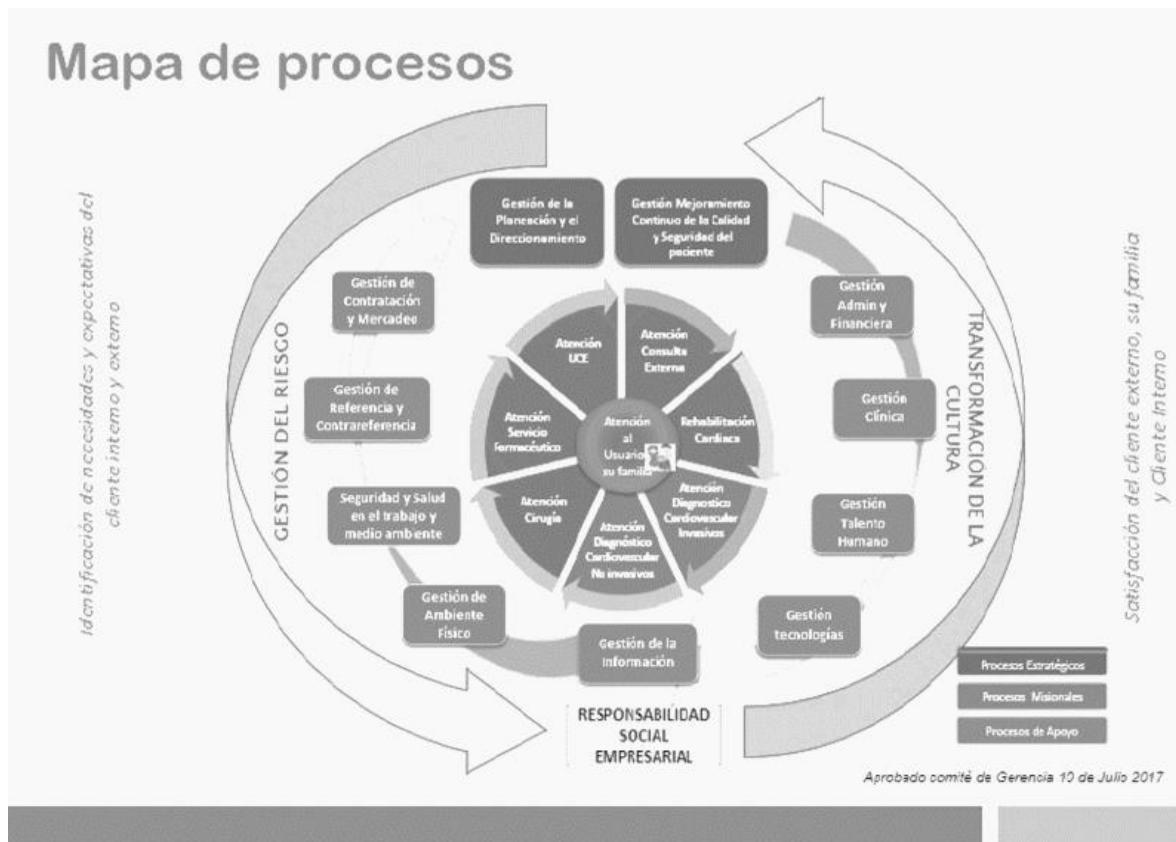 Mapa de procesos
Identificación de necesidades y expectativas del
cliente interno y externo
GESTIÓN DEL RIESGO
Gestión de la
Planeación y el
Direccionamiento
Gestión Mejoramiento
Continuo de la Calidad
y Seguridad del
paciente
Gestión de
Contratación
y Mercadeo
Gestión de
Referencia y
Contrareferencia
Seguridad y Salud
en el trabajo y
medio ambiente
Gestión de
Ambiente
Físico
Gestión de la
Información
Gestión
tecnologías
Gestión
Talento
Humano
Gestión
Clínica
Gestión
Admin y
Financiera
Atención
UCE
Atención
Consulta
Externa
Rehabilitación
Cardiaca
Atención
Diagnostico
Cardiovascular
Invasivos
Atención
Diagnóstico
Cardiovascular
No invasivos
Atención
Cirugía
Atención
Servicio
Farmacéutico
Atención
al
Usuario
su familia
TRANSFORMACIÓN DE LA
CULTURA
Satisfacción del cliente externo, su familia
y Cliente Interno
RESPONSABILIDAD
SOCIAL
EMPRESARIAL
Procesos Estratégicos
Procesos Misionales
Procesos de Apoyo
Aprobado comité de Gerencia 10 de Julio 2017